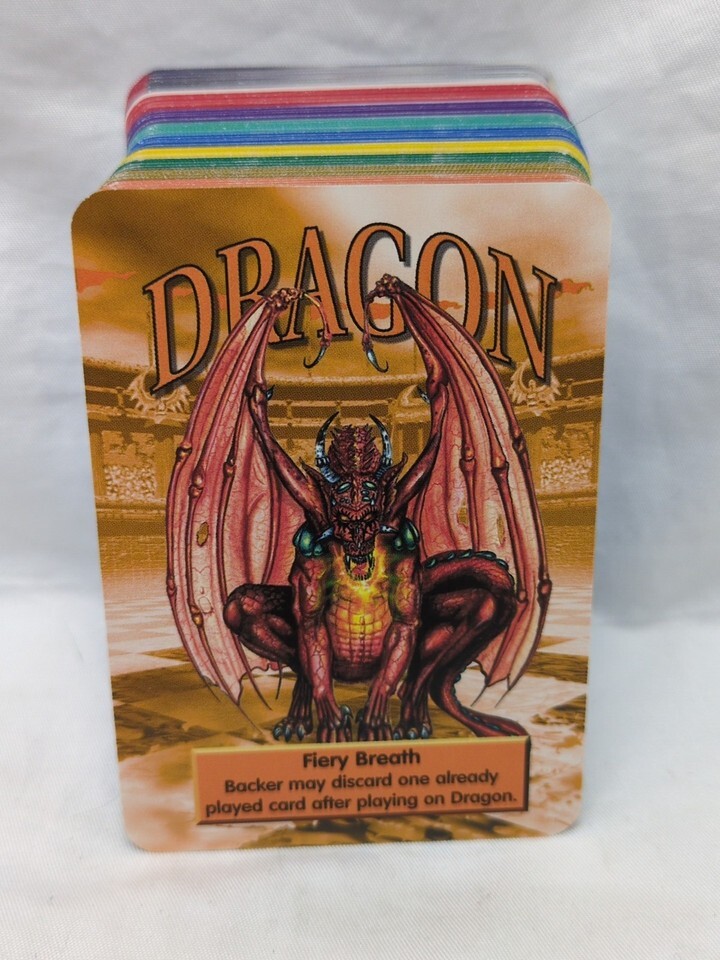 DRAGON
Fiery Breath
Backer may discard one already
played card after playing on Dragon.